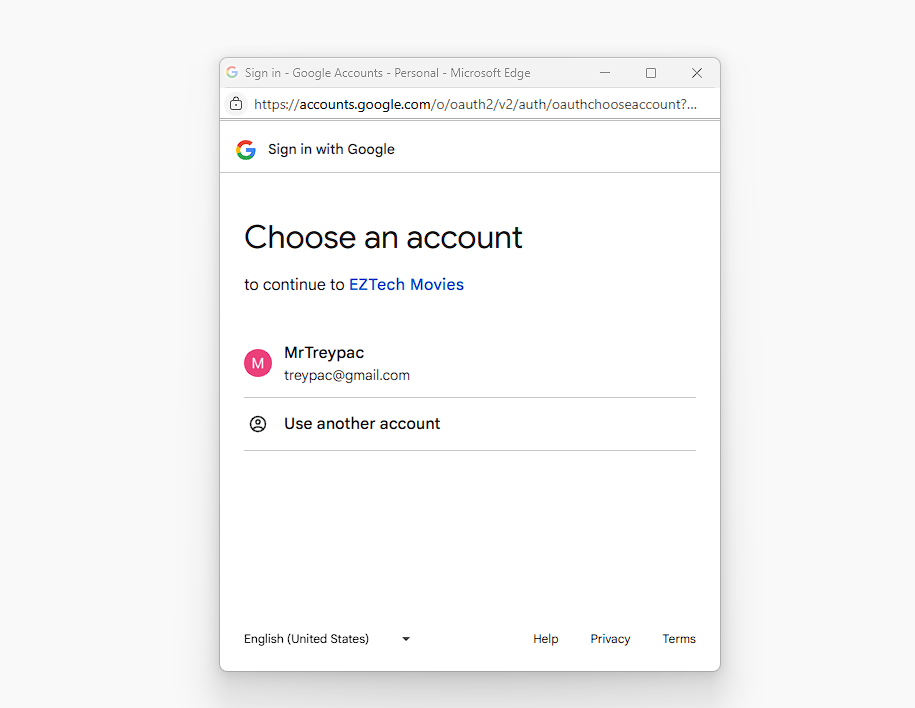 Sign in - Google Accounts - Personal - Microsoft Edge
https://accounts.google.com/o/oauth2/v2/auth/oauthchooseaccount?...
Sign in with Google
Choose an account
to continue to EZTech Movies
M
MrTreypac
treypac@gmail.com
Use another account
English (United States)
Help Privacy Terms